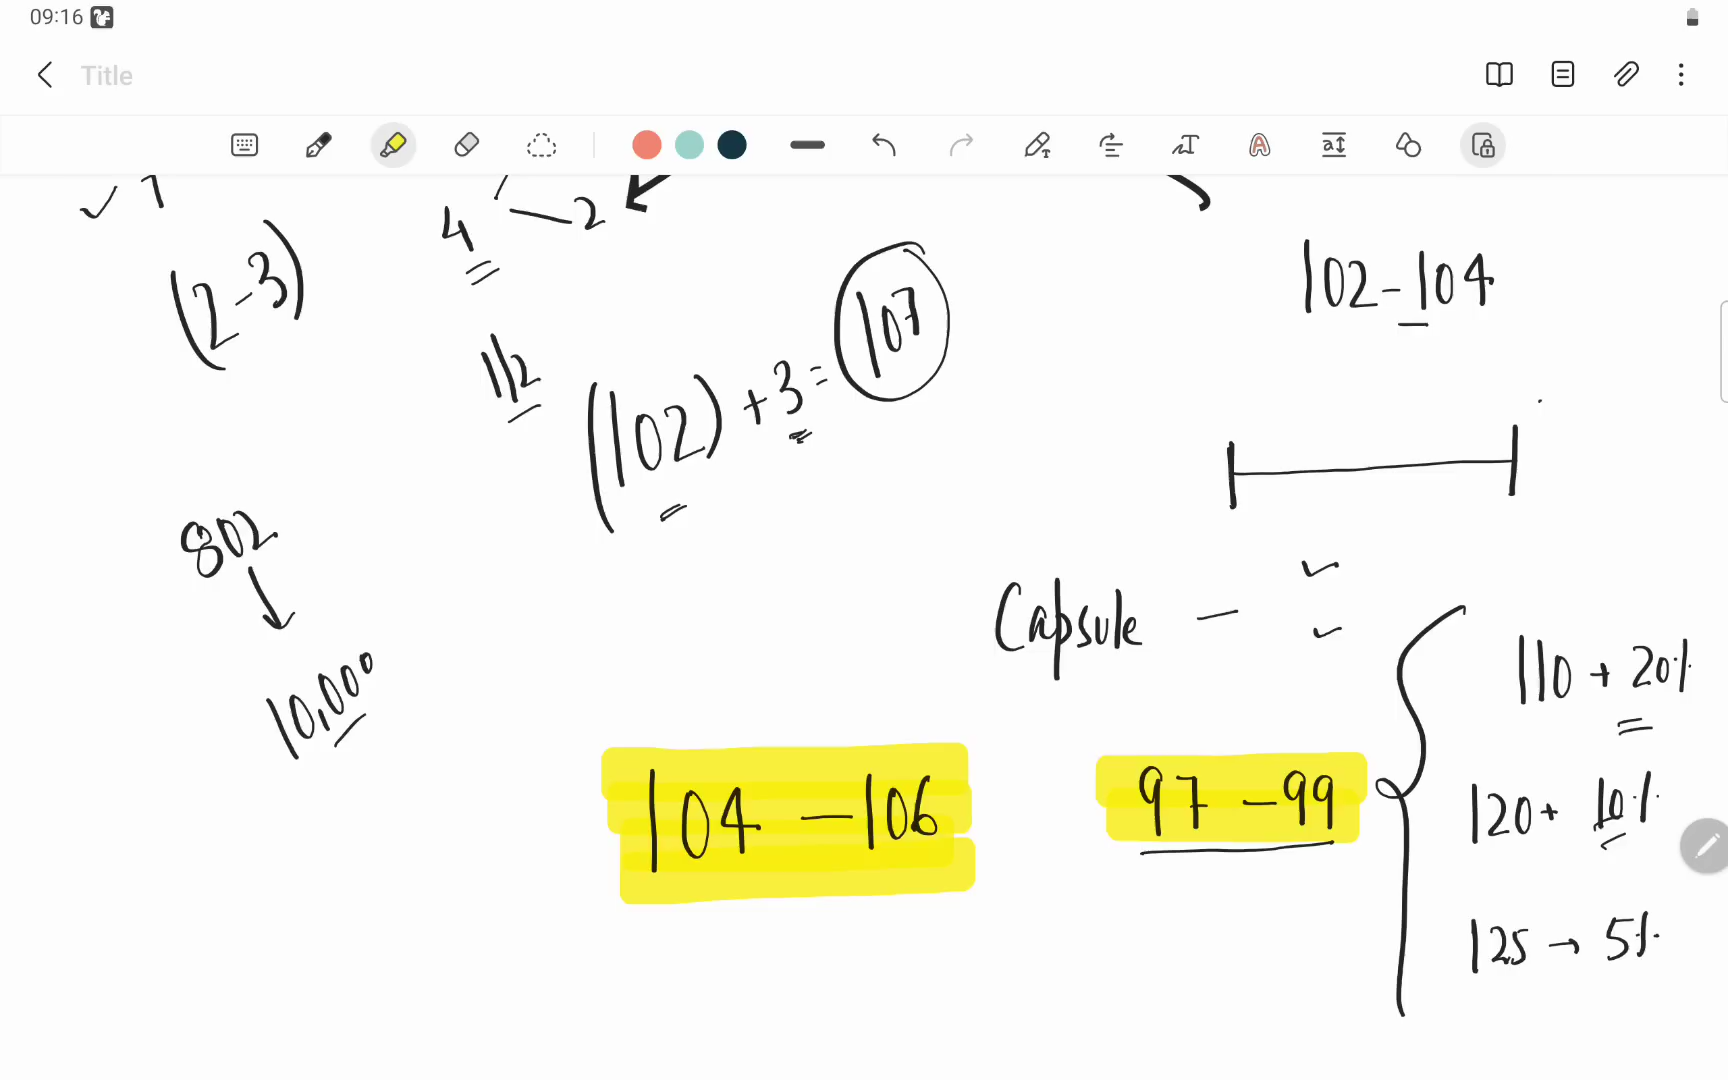 09:16
Title
✓ 1
4 — 2
(2-3)
102-104
1/2
(102) + 3 = 107
802
10,000
Capsule —
110 + 20%
104 — 106
97 — 99
120 + 10%
125 → 5%